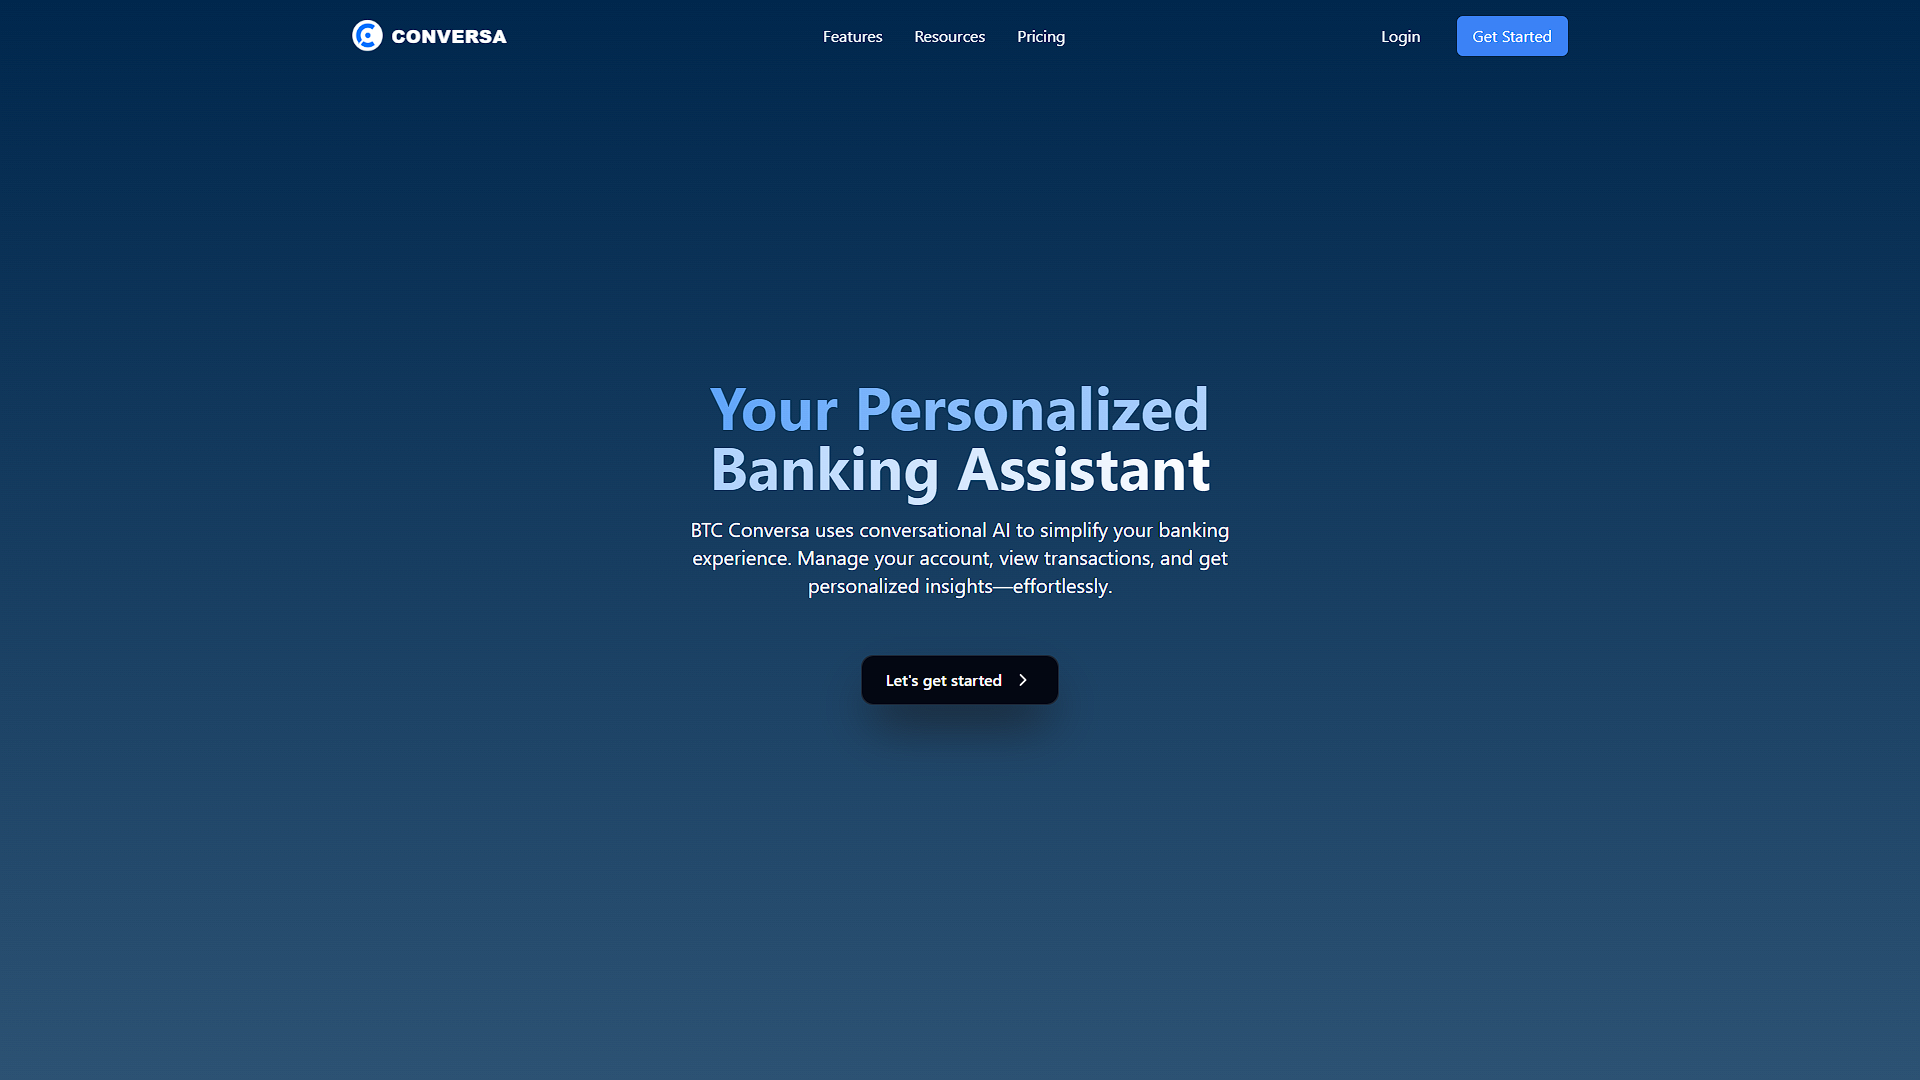 CONVERSA
Features
Resources
Pricing
Login
Get Started
Your Personalized
Banking Assistant
BTC Conversa uses conversational AI to simplify your banking
experience. Manage your account, view transactions, and get
personalized insights—effortlessly.
Let's get started